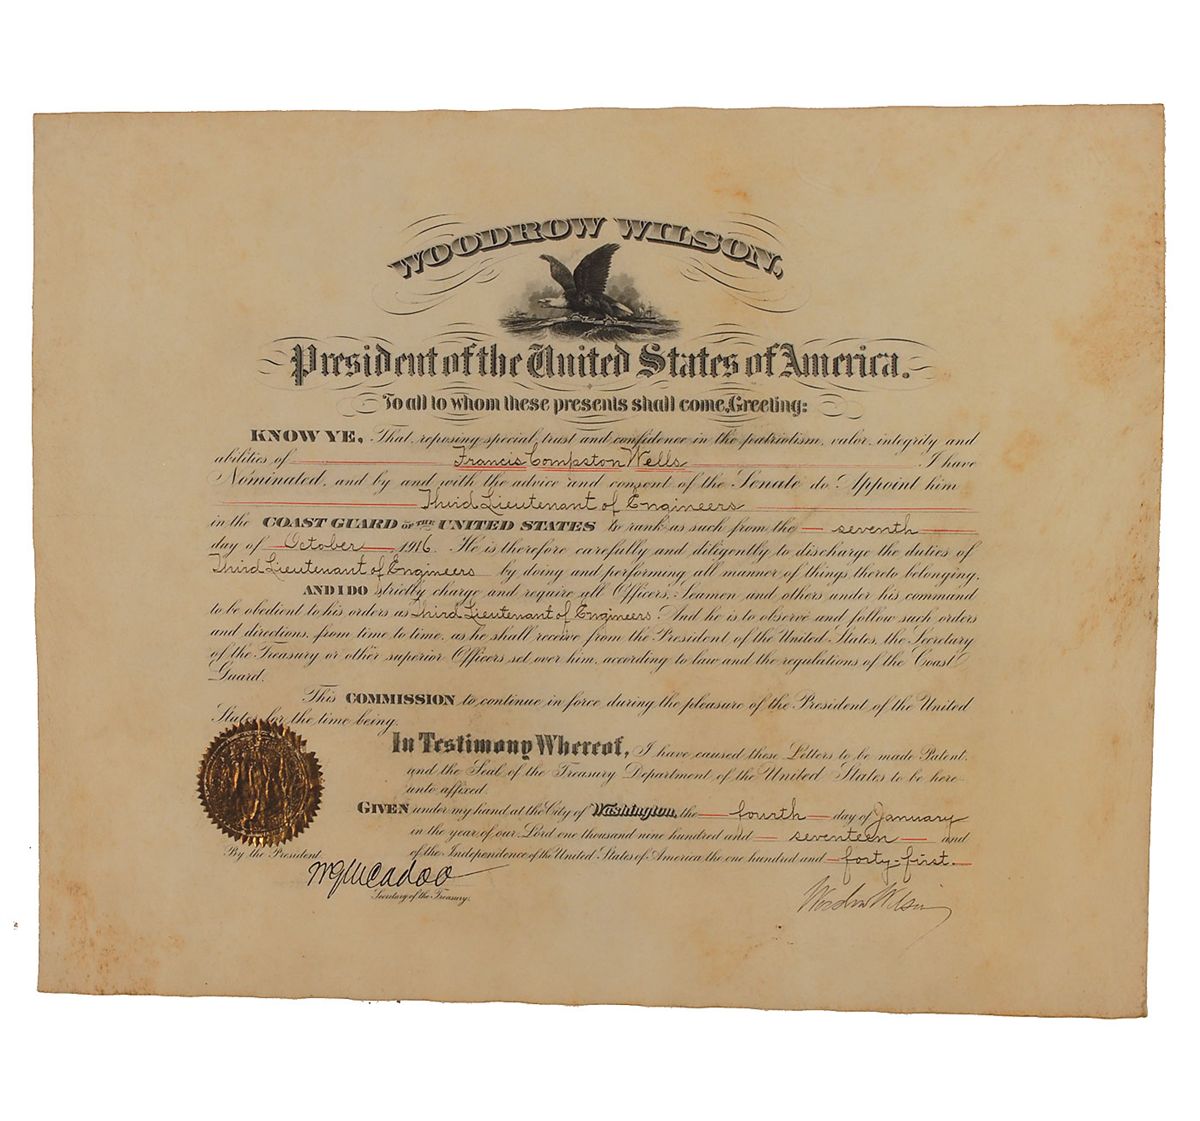 WOODROW WILSON,
President of the United States of America.
To all to whom these presents shall come, Greeting:
KNOW YE, That, reposing special trust and confidence in the patriotism, valor, integrity and
abilities of Francis Compston Wells I have
Nominated, and by and with the advice and consent of the Senate do Appoint him
Third Lieutenant of Engineers
in the COAST GUARD OF THE UNITED STATES to rank as such from the seventh
day of October, 1916. He is therefore carefully and diligently to discharge the duties of
Third Lieutenant of Engineers by doing and performing all manner of things thereto belonging.
AND I DO strictly charge and require all Officers, Seamen and others under his command
to be obedient to his orders as Third Lieutenant of Engineers. And he is to observe and follow such orders
and directions, from time to time, as he shall receive from the President of the United States, the Secretary
of the Treasury or other superior Officers set over him, according to law and the regulations of the Coast
Guard.
This COMMISSION to continue in force during the pleasure of the President of the United
States for the time being.
In Testimony Whereof, I have caused these Letters to be made Patent,
and the Seal of the Treasury Department of the United States to be here-
unto affixed.
GIVEN under my hand, at the City of Washington, the fourth day of January
in the year of our Lord one thousand nine hundred and seventeen and
of the Independence of the United States of America the one hundred and forty-first.
By the President
W G McAdoo
Secretary of the Treasury.
Woodrow Wilson